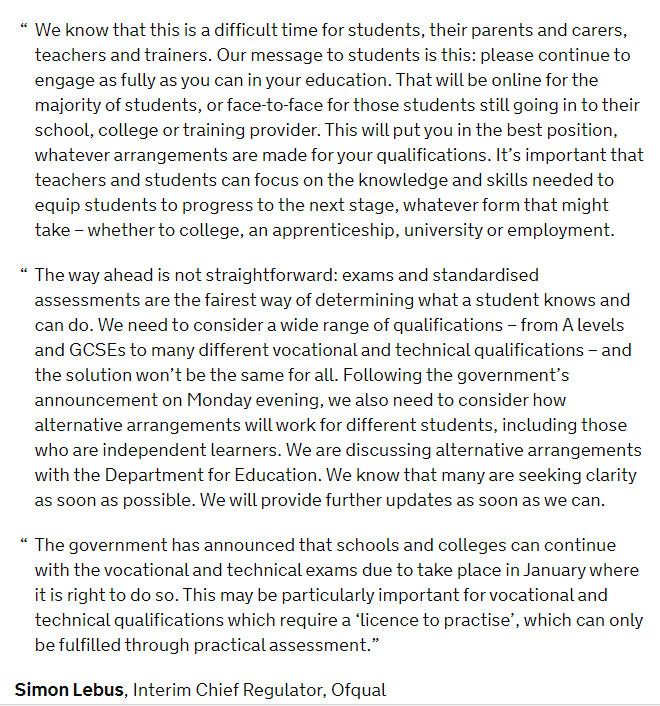 “ We know that this is a difficult time for students, their parents and carers,
teachers and trainers. Our message to students is this: please continue to
engage as fully as you can in your education. That will be online for the
majority of students, or face-to-face for those students still going in to their
school, college or training provider. This will put you in the best position,
whatever arrangements are made for your qualifications. It’s important that
teachers and students can focus on the knowledge and skills needed to
equip students to progress to the next stage, whatever form that might
take – whether to college, an apprenticeship, university or employment.
“ The way ahead is not straightforward: exams and standardised
assessments are the fairest way of determining what a student knows and
can do. We need to consider a wide range of qualifications – from A levels
and GCSEs to many different vocational and technical qualifications – and
the solution won’t be the same for all. Following the government’s
announcement on Monday evening, we also need to consider how
alternative arrangements will work for different students, including those
who are independent learners. We are discussing alternative arrangements
with the Department for Education. We know that many are seeking clarity
as soon as possible. We will provide further updates as soon as we can.
“ The government has announced that schools and colleges can continue
with the vocational and technical exams due to take place in January where
it is right to do so. This may be particularly important for vocational and
technical qualifications which require a ‘licence to practise’, which can only
be fulfilled through practical assessment.”
Simon Lebus, Interim Chief Regulator, Ofqual